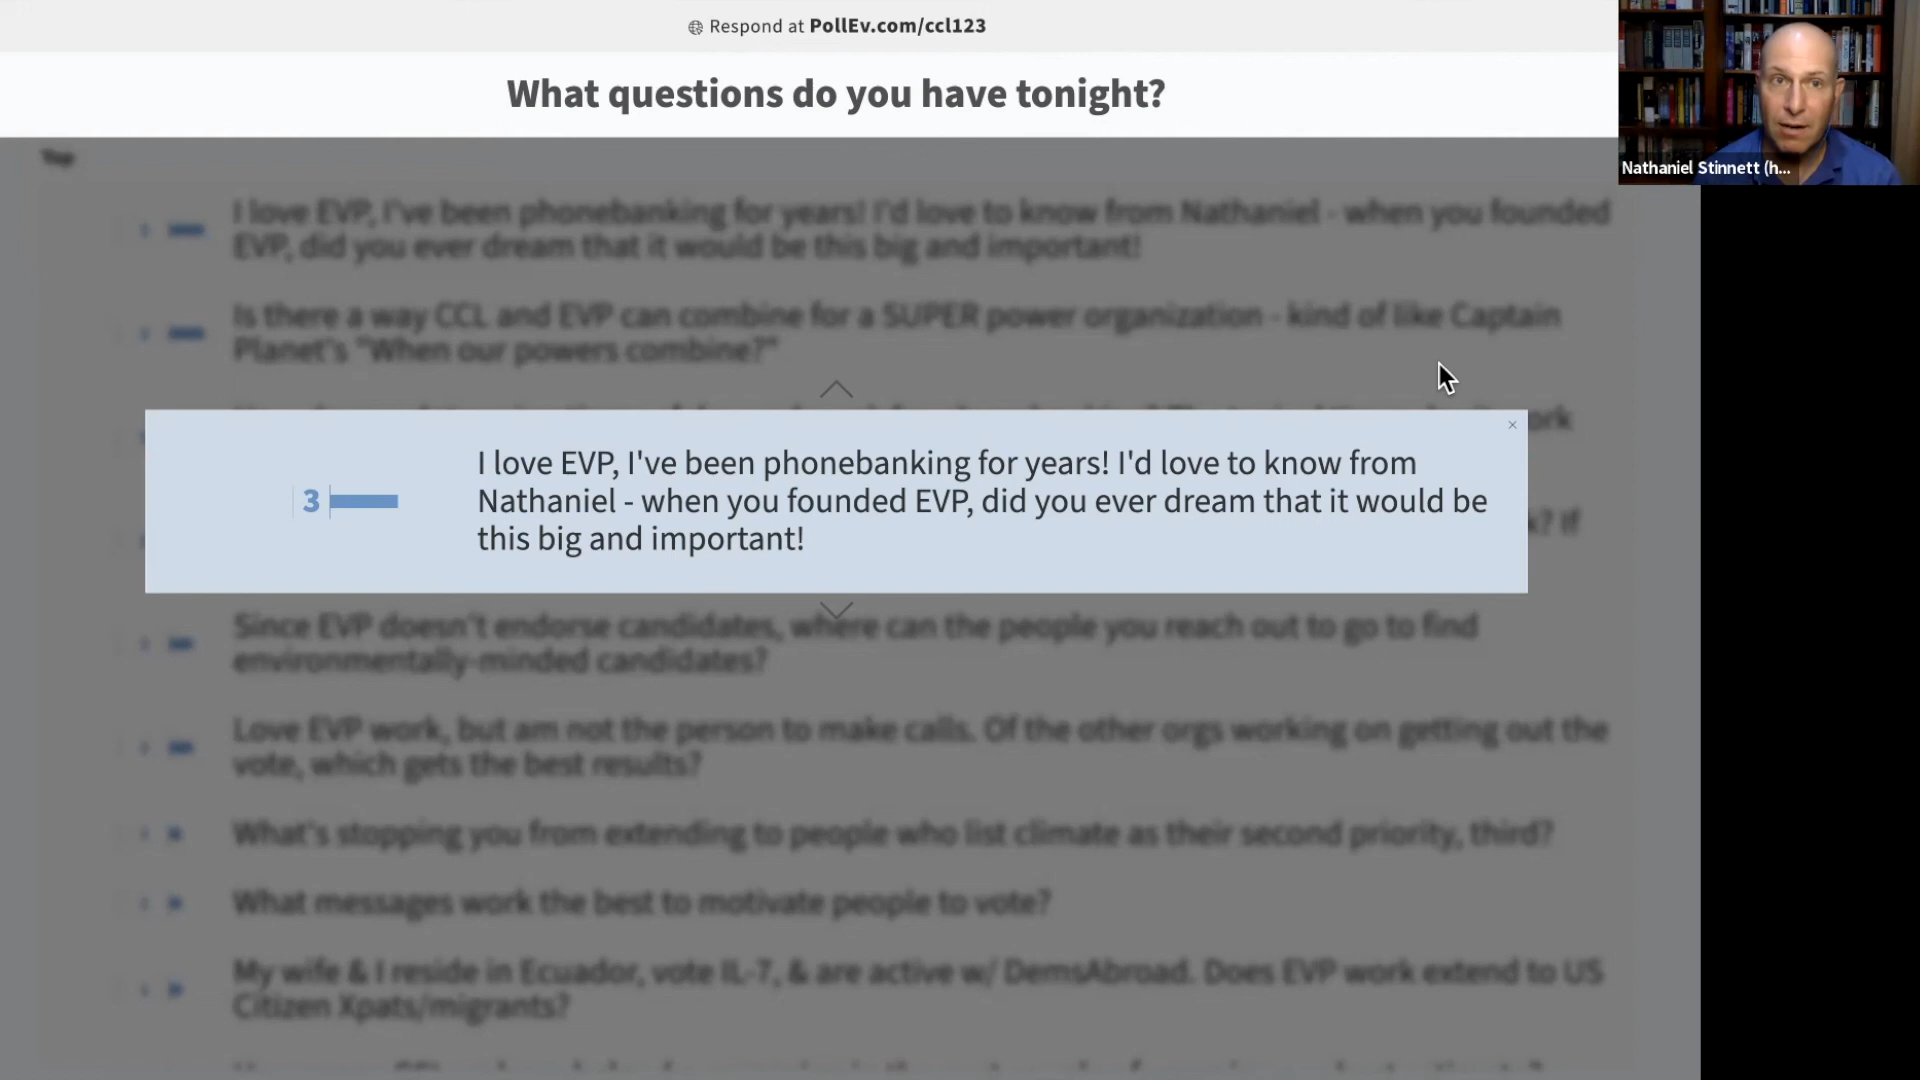 Respond at PollEv.com/ccl123
What questions do you have tonight?
Nathaniel Stinnett (h...
Top
I love EVP, I've been phonebanking for years! I'd love to know from Nathaniel - when you founded
EVP, did you ever dream that it would be this big and important!
Is there a way CCL and EVP can combine for a SUPER power organization - kind of like Captain
Planet's "When our powers combine?"
3
I love EVP, I've been phonebanking for years! I'd love to know from
Nathaniel - when you founded EVP, did you ever dream that it would be
this big and important!
? If
Since EVP doesn't endorse candidates, where can the people you reach out to go to find
environmentally-minded candidates?
Love EVP work, but am not the person to make calls. Of the other orgs working on getting out the
vote, which gets the best results?
What's stopping you from extending to people who list climate as their second priority, third?
What messages work the best to motivate people to vote?
My wife & I reside in Ecuador, vote IL-7, & are active w/ DemsAbroad. Does EVP work extend to US
Citizen Xpats/migrants?